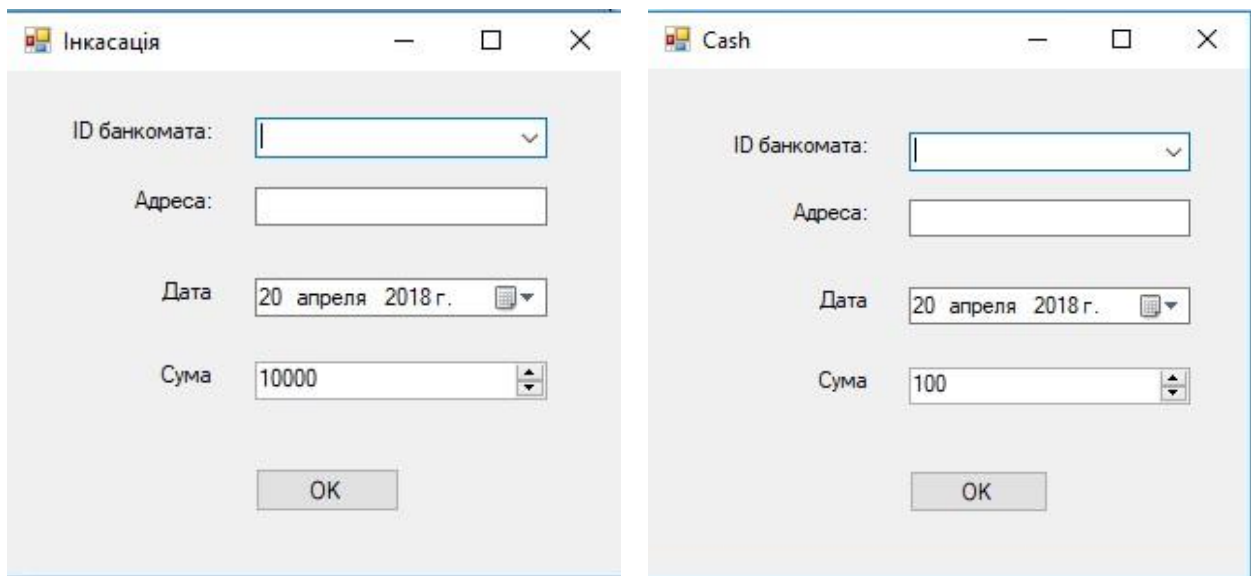 Інкасація
ID банкомата:
Адреса:
Дата
20 апреля 2018 г.
Сума
10000
OK
Cash
ID банкомата:
Адреса:
Дата
20 апреля 2018 г.
Сума
100
OK